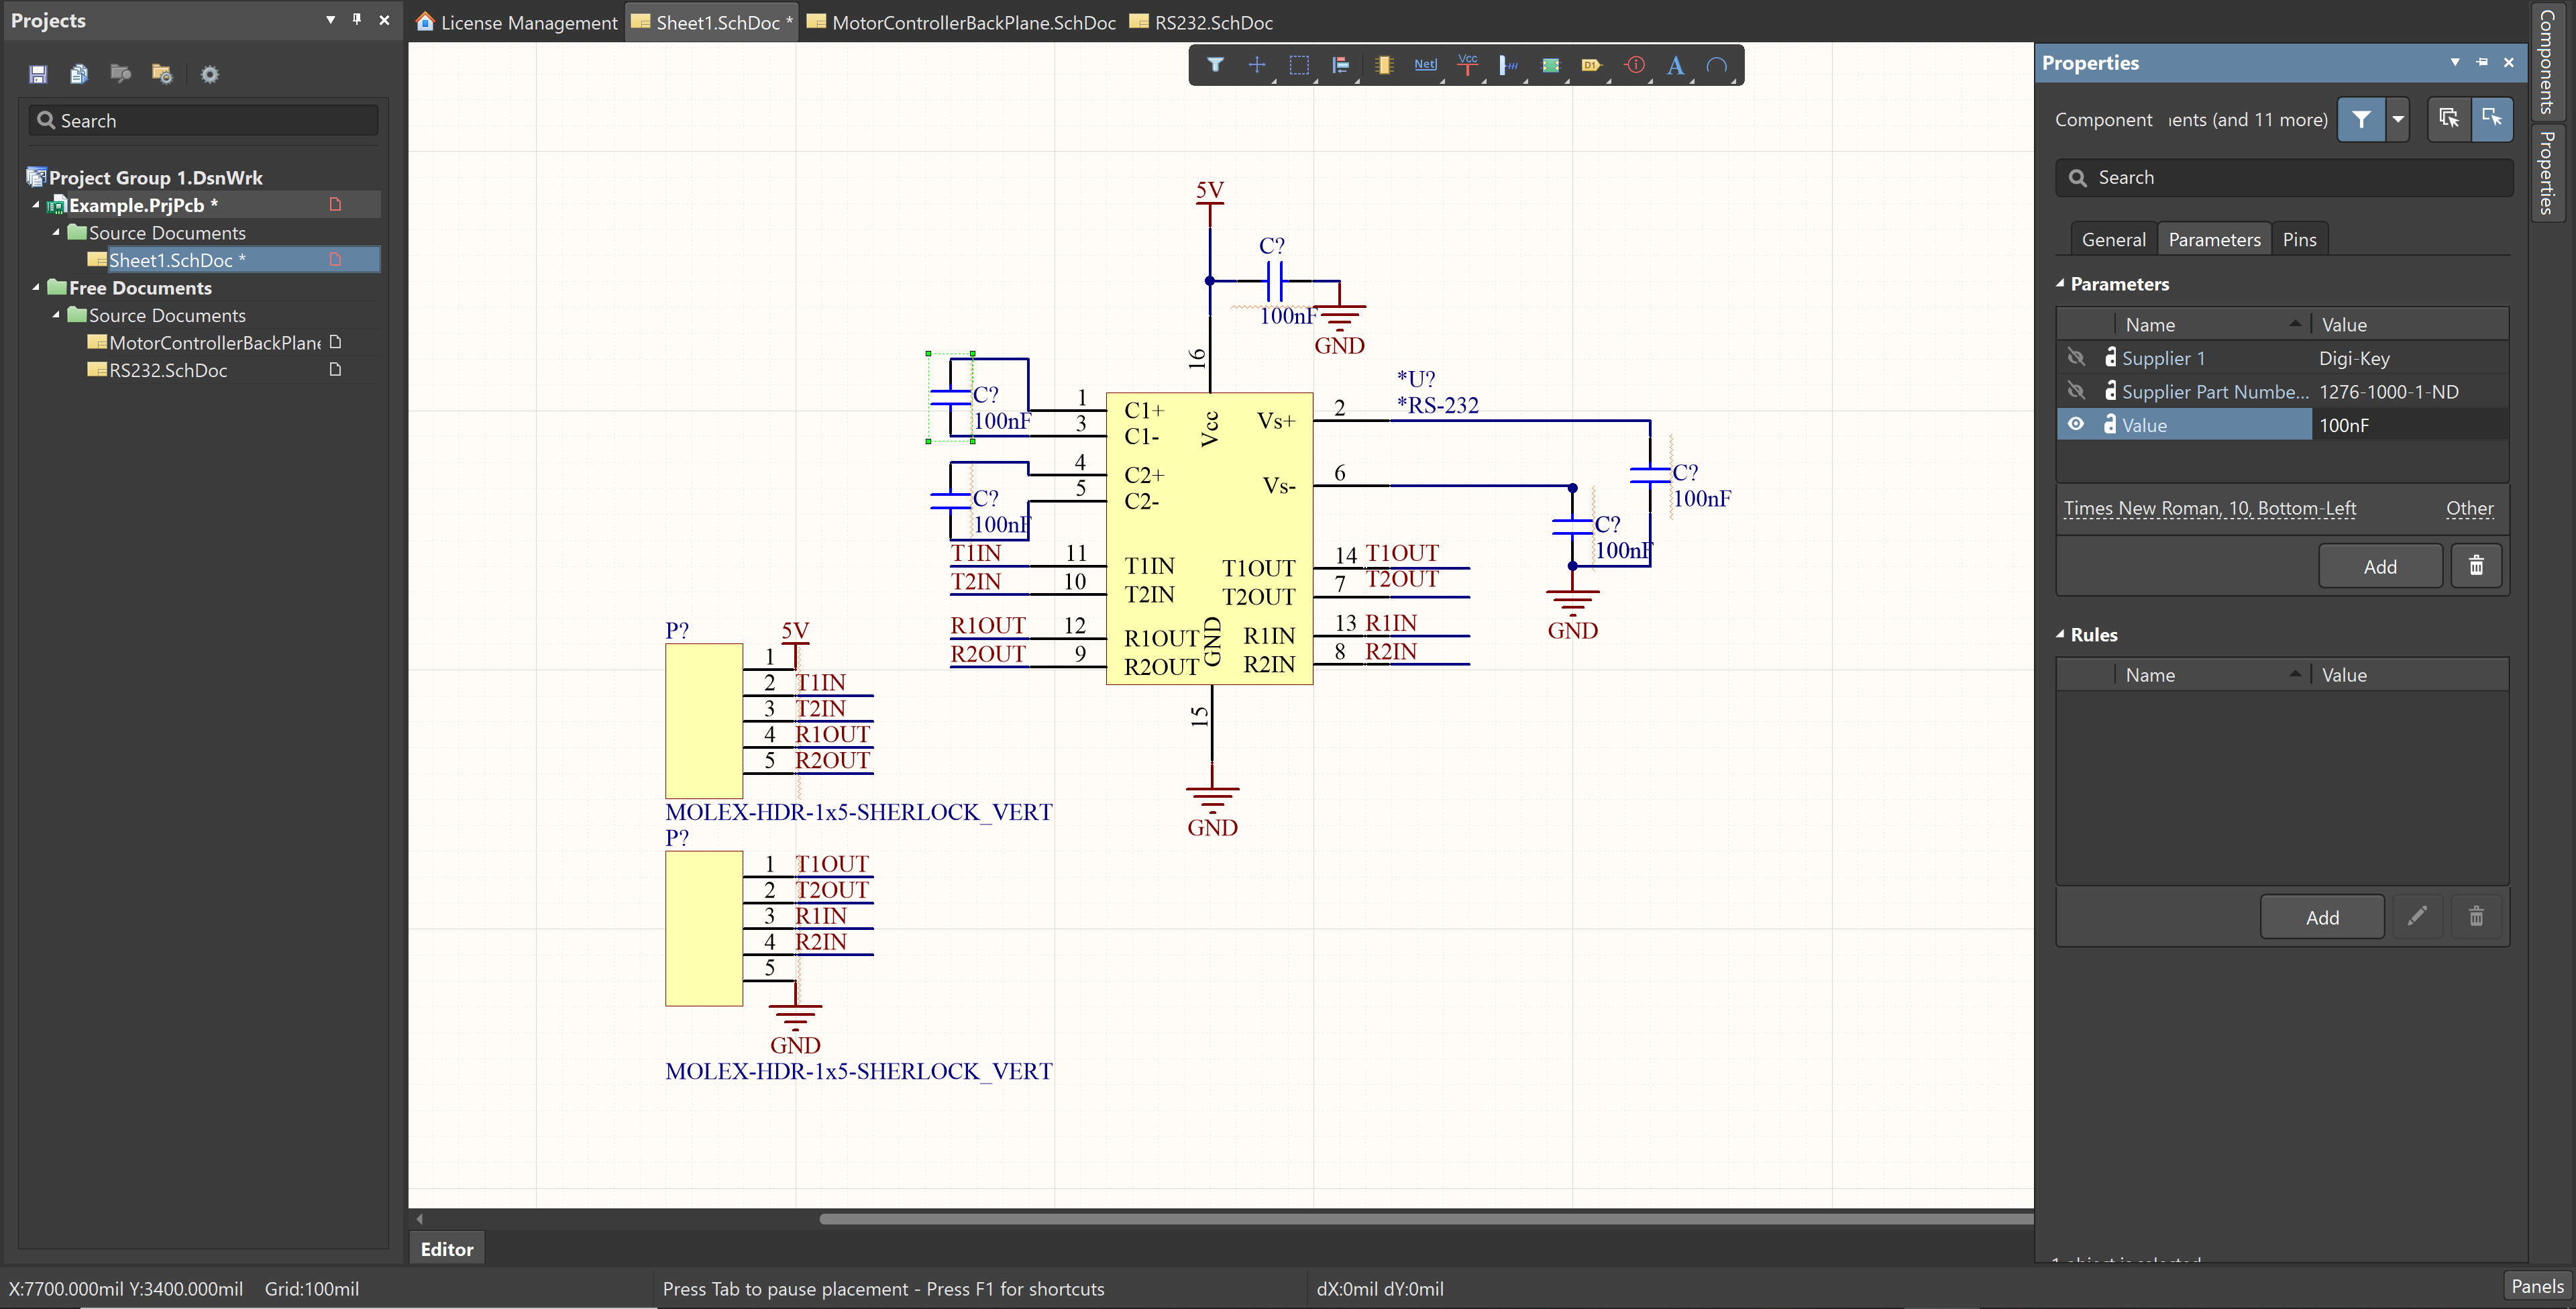 Projects
License Management
Sheet1.SchDoc *
MotorControllerBackPlane.SchDoc
RS232.SchDoc
Search
Project Group 1.DsnWrk
Example.PrjPcb *
Source Documents
Sheet1.SchDoc *
Free Documents
Source Documents
MotorControllerBackPlane
RS232.SchDoc
Net
Vcc
D1
A
5V
C?
100nF
GND
16
C?
100nF
1
3
C1+
C1-
Vcc
Vs+
2
*U?
*RS-232
C?
100nF
4
5
C2+
C2-
Vs-
6
C?
100nF
C?
100nF
GND
T1IN 11 T1IN
T2IN 10 T2IN
T1OUT 14 T1OUT
T2OUT 7 T2OUT
R1OUT 12 R1OUT
R2OUT 9 R2OUT
GND
R1IN 13 R1IN
R2IN 8 R2IN
15
GND
P?
5V
1
2 T1IN
3 T2IN
4 R1OUT
5 R2OUT
MOLEX-HDR-1x5-SHERLOCK_VERT
P?
1 T1OUT
2 T2OUT
3 R1IN
4 R2IN
5
GND
MOLEX-HDR-1x5-SHERLOCK_VERT
Properties
Component
ents (and 11 more)
Search
General
Parameters
Pins
Parameters
Name Value
Supplier 1 Digi-Key
Supplier Part Numbe... 1276-1000-1-ND
Value 100nF
Times New Roman, 10, Bottom-Left
Other
Add
Rules
Name Value
Add
Components
Properties
Editor
X:7700.000mil Y:3400.000mil
Grid:100mil
Press Tab to pause placement - Press F1 for shortcuts
dX:0mil dY:0mil
Panels